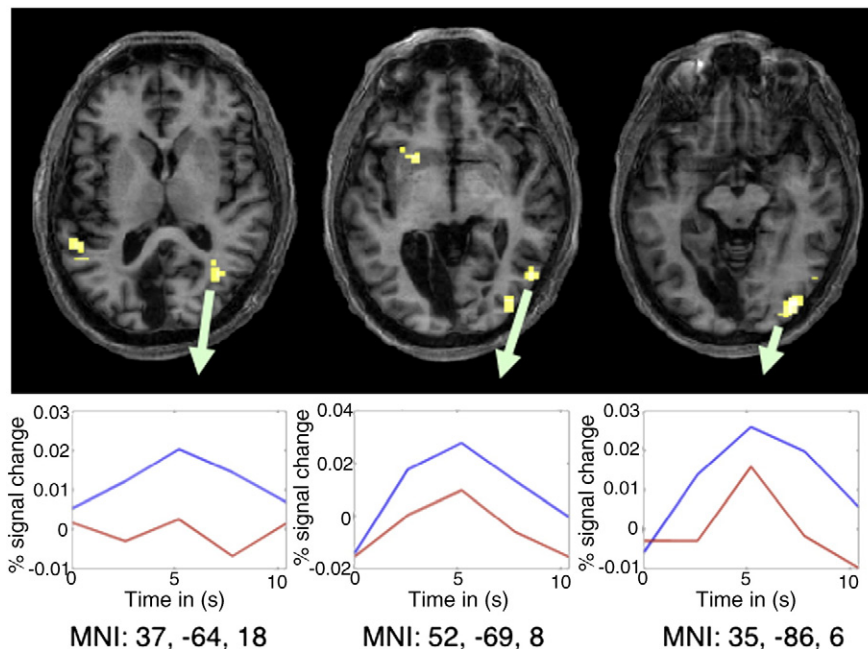 0.03
0.02
0.01
0
-0.01
% signal change
0
5
10
Time in (s)
MNI: 37, -64, 18
0.04
0.02
0
-0.02
% signal change
0
5
10
Time in (s)
MNI: 52, -69, 8
0.03
0.02
0.01
0
-0.01
% signal change
0
5
10
Time in (s)
MNI: 35, -86, 6